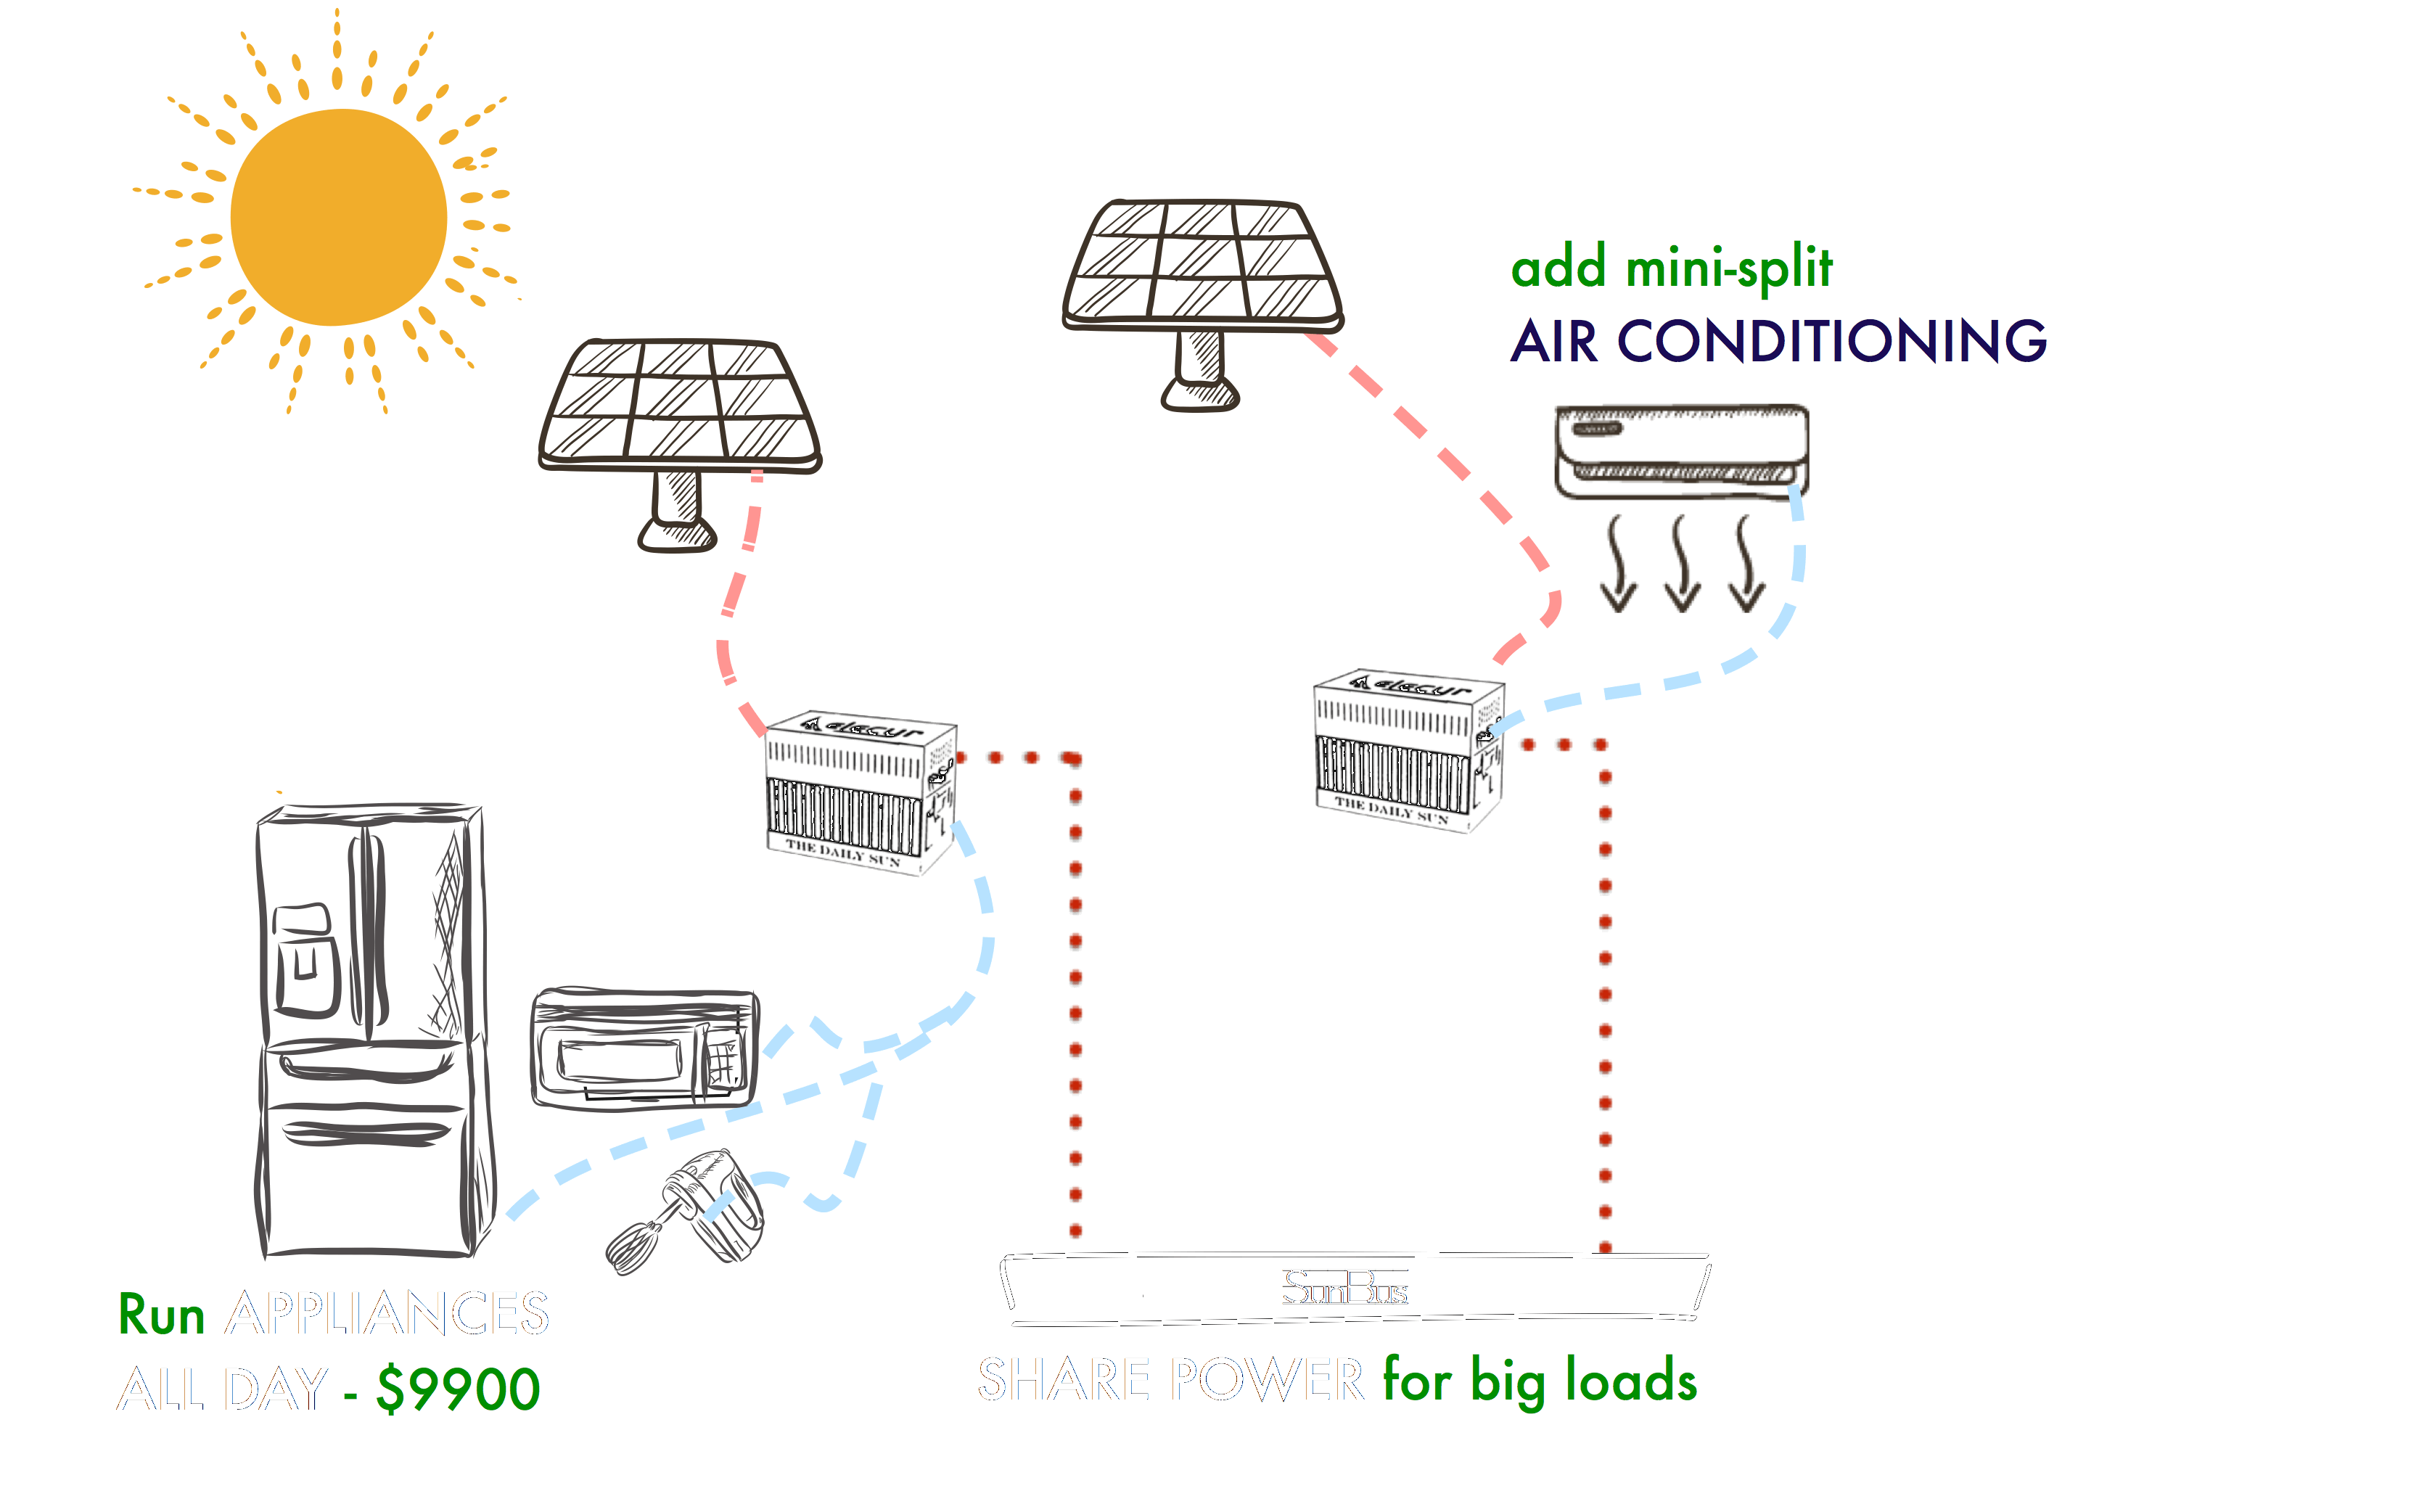 add mini-split
AIR CONDITIONING
elecyr
THE DAILY SUN
elecyr
THE DAILY SUN
SunBus
Run APPLIANCES
ALL DAY - $9900
SHARE POWER for big loads